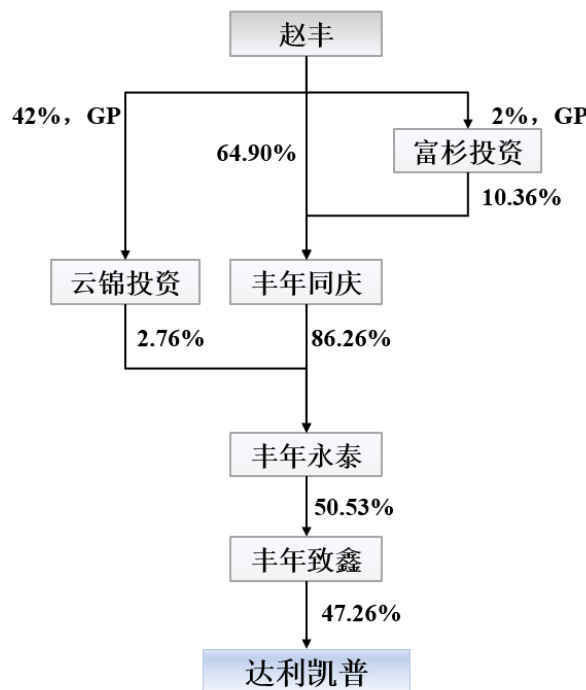 赵丰
42%，GP
2%，GP
64.90%
富杉投资
10.36%
云锦投资
丰年同庆
2.76%
86.26%
丰年永泰
50.53%
丰年致鑫
47.26%
达利凯普